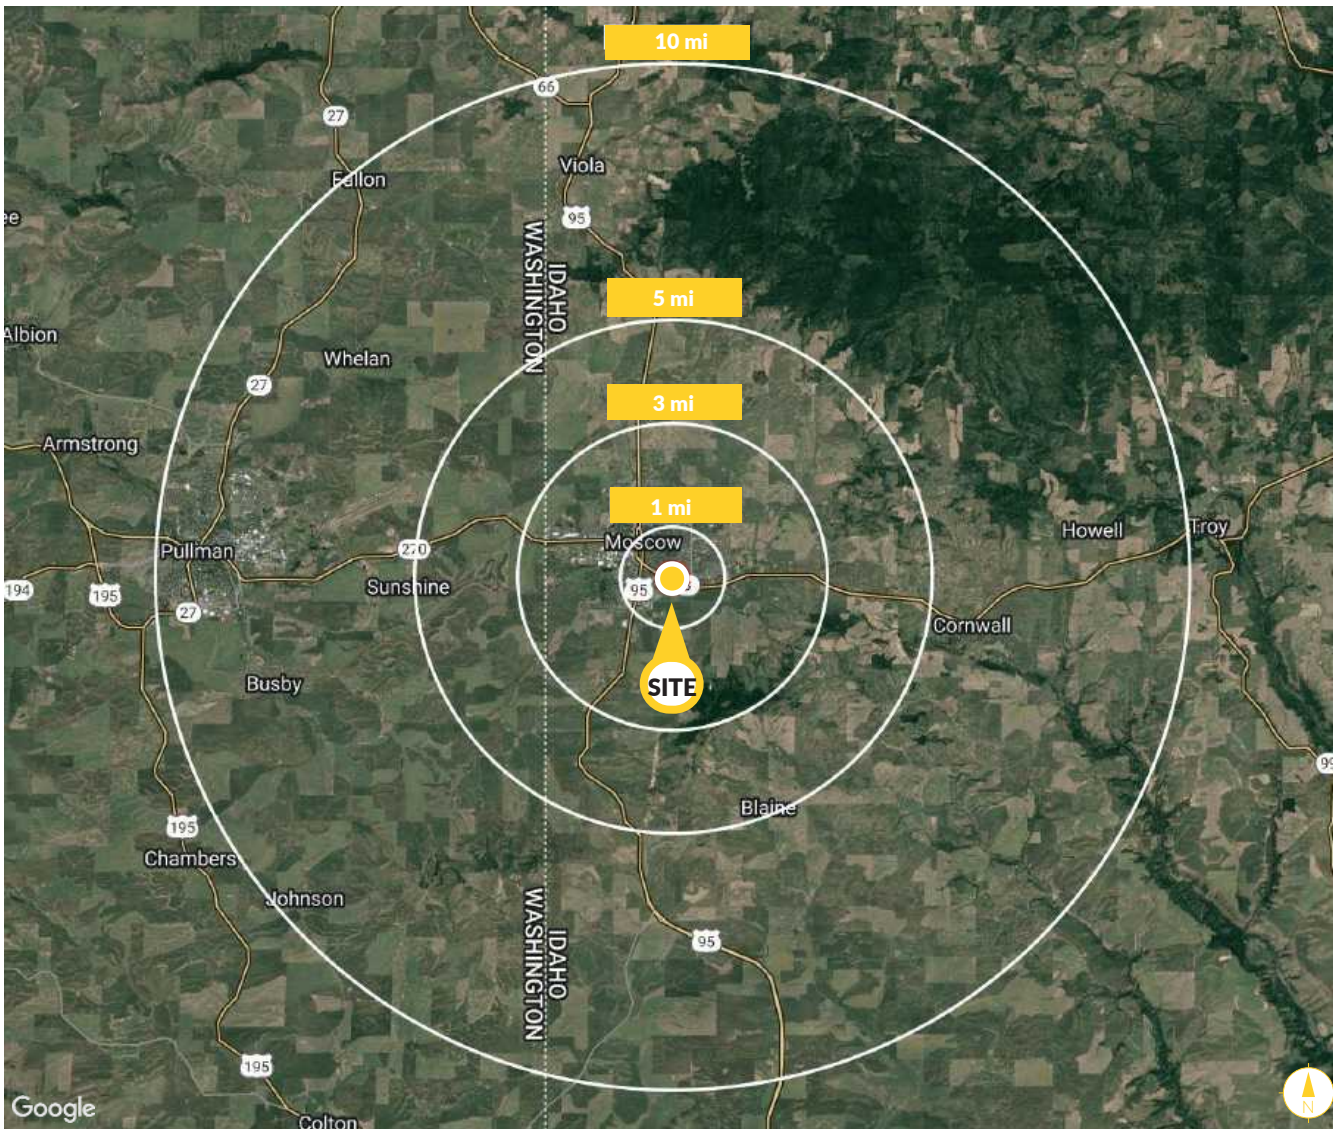 10 mi
66
27
Viola
Fallon
95
ee
IDAHO
WASHINGTON
5 mi
Albion
Whelan
27
3 mi
Armstrong
1 mi
Moscow
Howell
Troy
Pullman
270
Sunshine
194
195
95
27
Cornwall
Busby
SITE
99
Blaine
195
Chambers
Johnson
IDAHO
WASHINGTON
95
195
Google
Colton
N